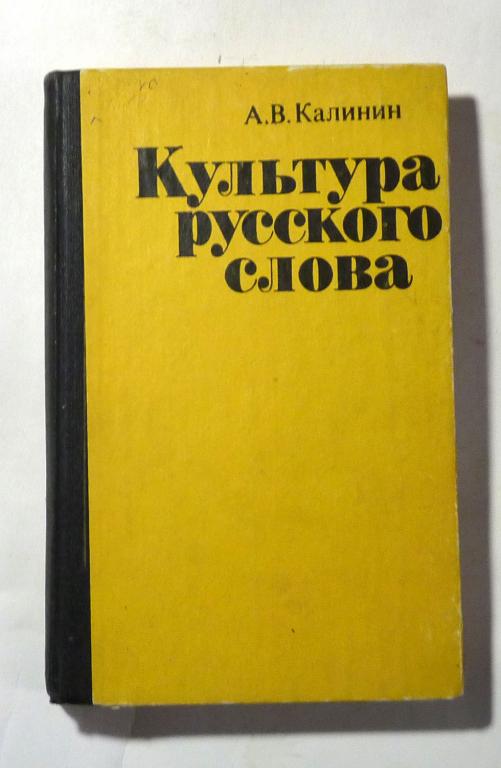 А.В.Калинин
Культура
русского
слова